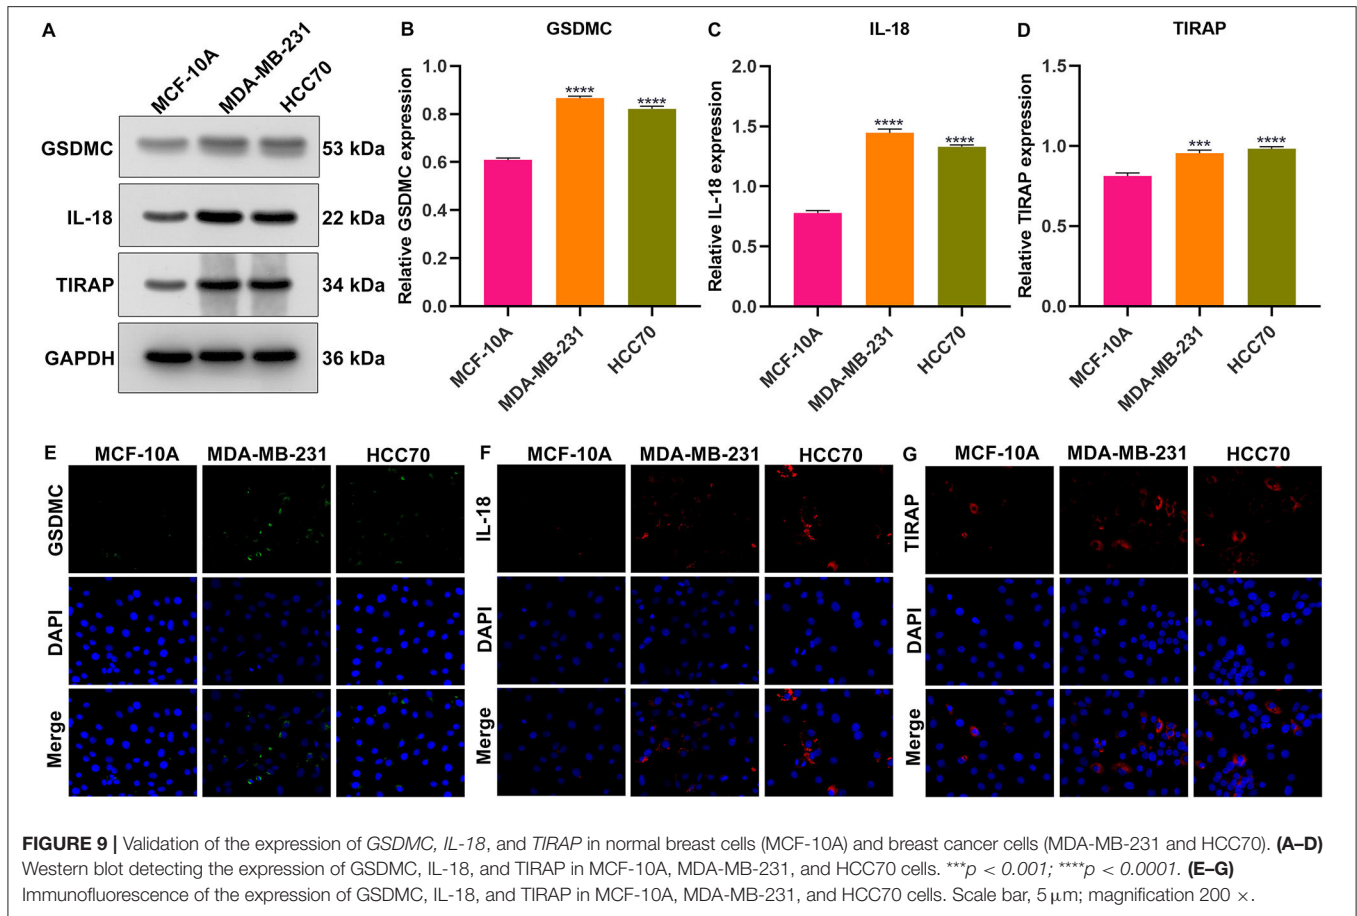 A
MCF-10A
MDA-MB-231
HCC70
GSDMC
53 kDa
IL-18
22 kDa
TIRAP
34 kDa
GAPDH
36 kDa
B
GSDMC
Relative GSDMC expression
1.0
0.8
0.6
0.4
0.2
0.0
****
****
MCF-10A
MDA-MB-231
HCC70
C
IL-18
Relative IL-18 expression
2.0
1.5
1.0
0.5
0.0
****
****
MCF-10A
MDA-MB-231
HCC70
D
TIRAP
Relative TIRAP expression
1.5
1.0
0.5
0.0
***
****
MCF-10A
MDA-MB-231
HCC70
E
MCF-10A
MDA-MB-231
HCC70
GSDMC
DAPI
Merge
F
MCF-10A
MDA-MB-231
HCC70
IL-18
DAPI
Merge
G
MCF-10A
MDA-MB-231
HCC70
TIRAP
DAPI
Merge
FIGURE 9 | Validation of the expression of GSDMC, IL-18, and TIRAP in normal breast cells (MCF-10A) and breast cancer cells (MDA-MB-231 and HCC70). (A–D)
Western blot detecting the expression of GSDMC, IL-18, and TIRAP in MCF-10A, MDA-MB-231, and HCC70 cells. ***p < 0.001; ****p < 0.0001. (E–G)
Immunofluorescence of the expression of GSDMC, IL-18, and TIRAP in MCF-10A, MDA-MB-231, and HCC70 cells. Scale bar, 5 μm; magnification 200 ×.